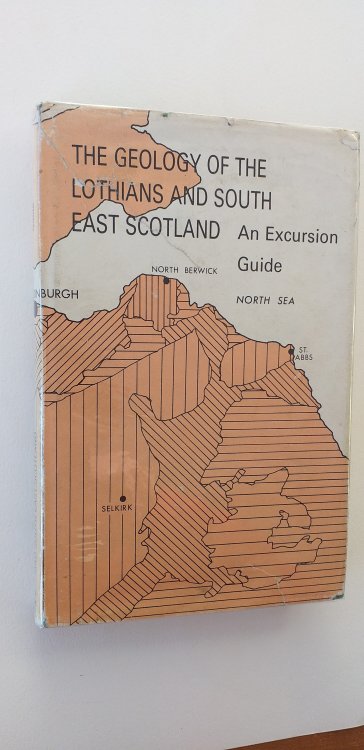 THE GEOLOGY OF THE
LOTHIANS AND SOUTH
EAST SCOTLAND An Excursion
Guide
NORTH BERWICK
NORTH SEA
NBURGH
ST.
ABBS
SELKIRK